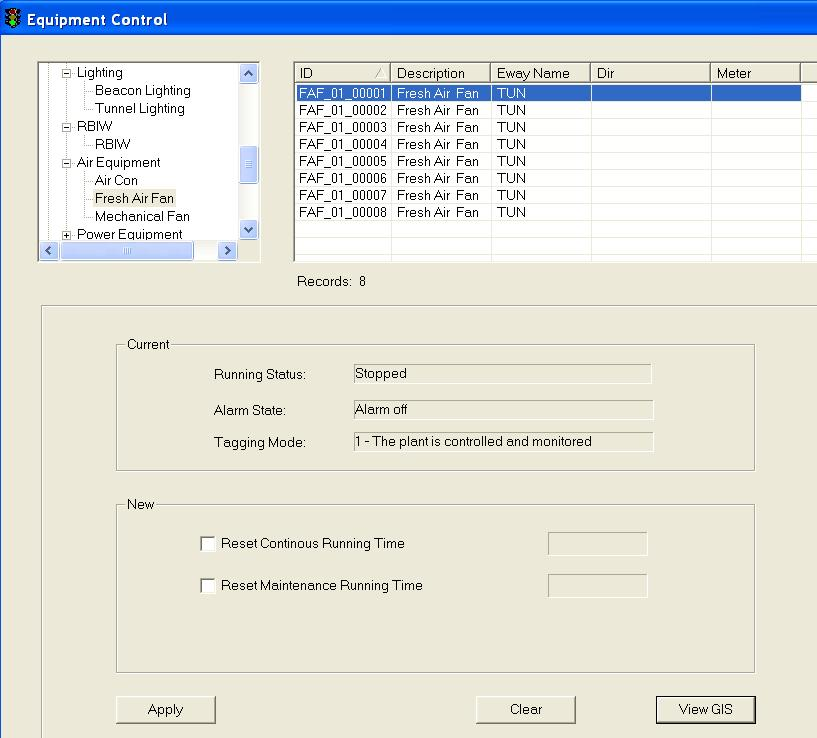 Equipment Control
Lighting
Beacon Lighting
Tunnel Lighting
RBIW
RBIW
Air Equipment
Air Con
Fresh Air Fan
Mechanical Fan
Power Equipment
ID Description Eway Name Dir Meter
FAF_01_00001 Fresh Air Fan TUN
FAF_01_00002 Fresh Air Fan TUN
FAF_01_00003 Fresh Air Fan TUN
FAF_01_00004 Fresh Air Fan TUN
FAF_01_00005 Fresh Air Fan TUN
FAF_01_00006 Fresh Air Fan TUN
FAF_01_00007 Fresh Air Fan TUN
FAF_01_00008 Fresh Air Fan TUN
Records: 8
Current
Running Status: Stopped
Alarm State: Alarm off
Tagging Mode: 1 - The plant is controlled and monitored
New
Reset Continous Running Time
Reset Maintenance Running Time
Apply Clear View GIS